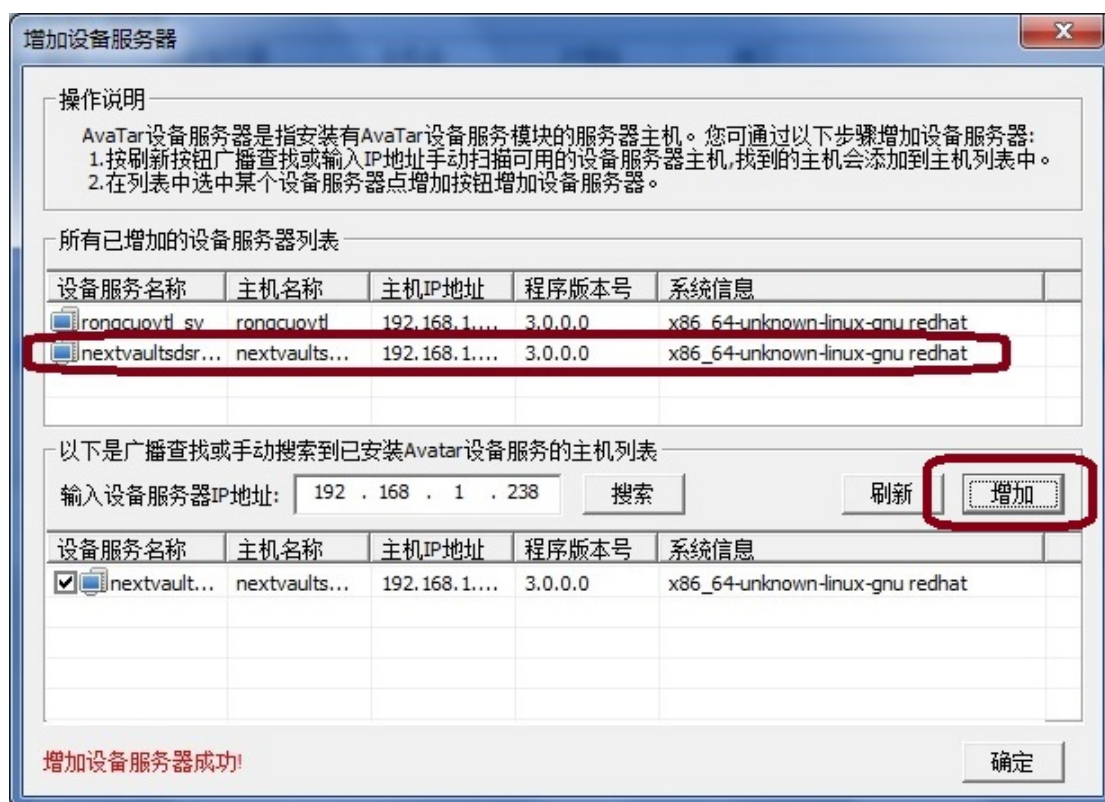 增加设备服务器
操作说明
AvaTar设备服务器是指安装有AvaTar设备服务模块的服务器主机。您可通过以下步骤增加设备服务器:
1.按刷新按钮广播查找或输入IP地址手动扫描可用的设备服务器主机,找到的主机会添加到主机列表中。
2.在列表中选中某个设备服务器点增加按钮增加设备服务器。
所有已增加的设备服务器列表
设备服务名称 主机名称 主机IP地址 程序版本号 系统信息
rongcuovtl_sv rongcuovtl 192.168.1.... 3.0.0.0 x86_64-unknown-linux-gnu redhat
nextvaultsdsr... nextvaults... 192.168.1.... 3.0.0.0 x86_64-unknown-linux-gnu redhat
以下是广播查找或手动搜索到已安装Avatar设备服务的主机列表
输入设备服务器IP地址: 192 . 168 . 1 . 238 搜索 刷新 增加
设备服务名称 主机名称 主机IP地址 程序版本号 系统信息
nextvault... nextvaults... 192.168.1.... 3.0.0.0 x86_64-unknown-linux-gnu redhat
增加设备服务器成功! 确定